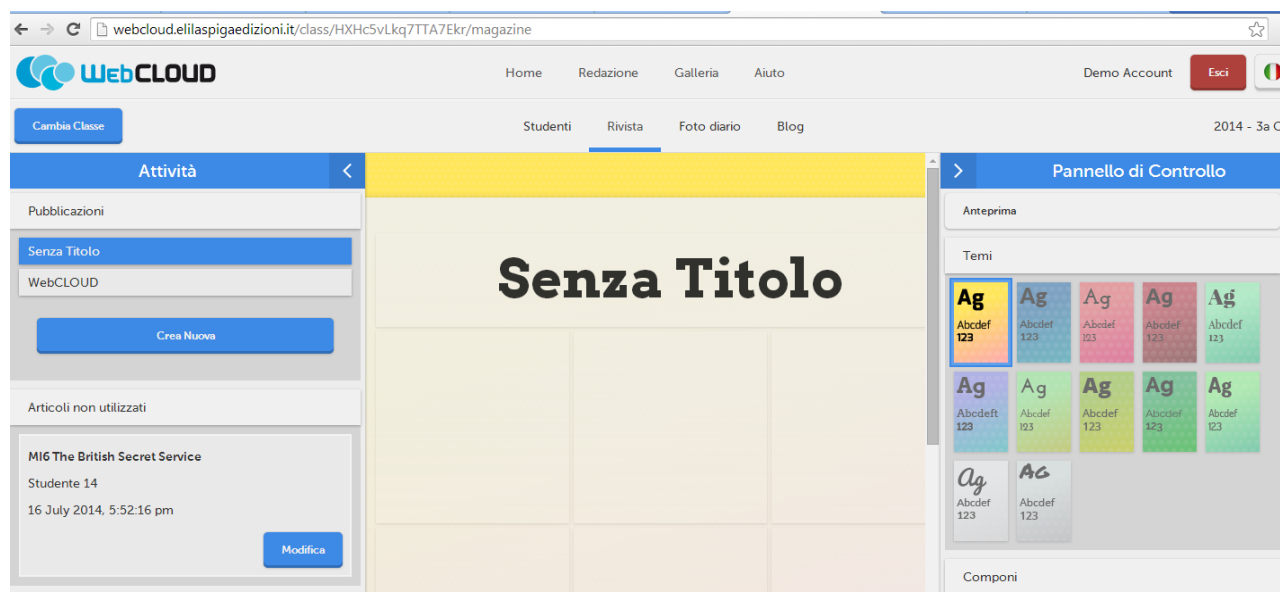 webcloud.elilaspigaedizioni.it/class/HXHc5vLkq7TTA7Ekr/magazine
WebCLOUD
Home Redazione Galleria Aiuto
Demo Account Esci
Cambia Classe
Studenti Rivista Foto diario Blog
2014 - 3a
Attività
Pannello di Controllo
Pubblicazioni
Senza Titolo
WebCLOUD
Crea Nuova
Articoli non utilizzati
MI6 The British Secret Service
Studente 14
16 July 2014, 5:52:16 pm
Modifica
Senza Titolo
Anteprima
Temi
Ag Ag Ag Ag Ag
Abcdef Abcdef Abcdef Abcdef Abcdef
123 123 123 123 123
Ag Ag Ag Ag Ag
Abcdeft Abcdef Abcdef Abcdef Abcdef
123 123 123 123 123
Ag AG
Abcdef Abcdef
123 123
Componi